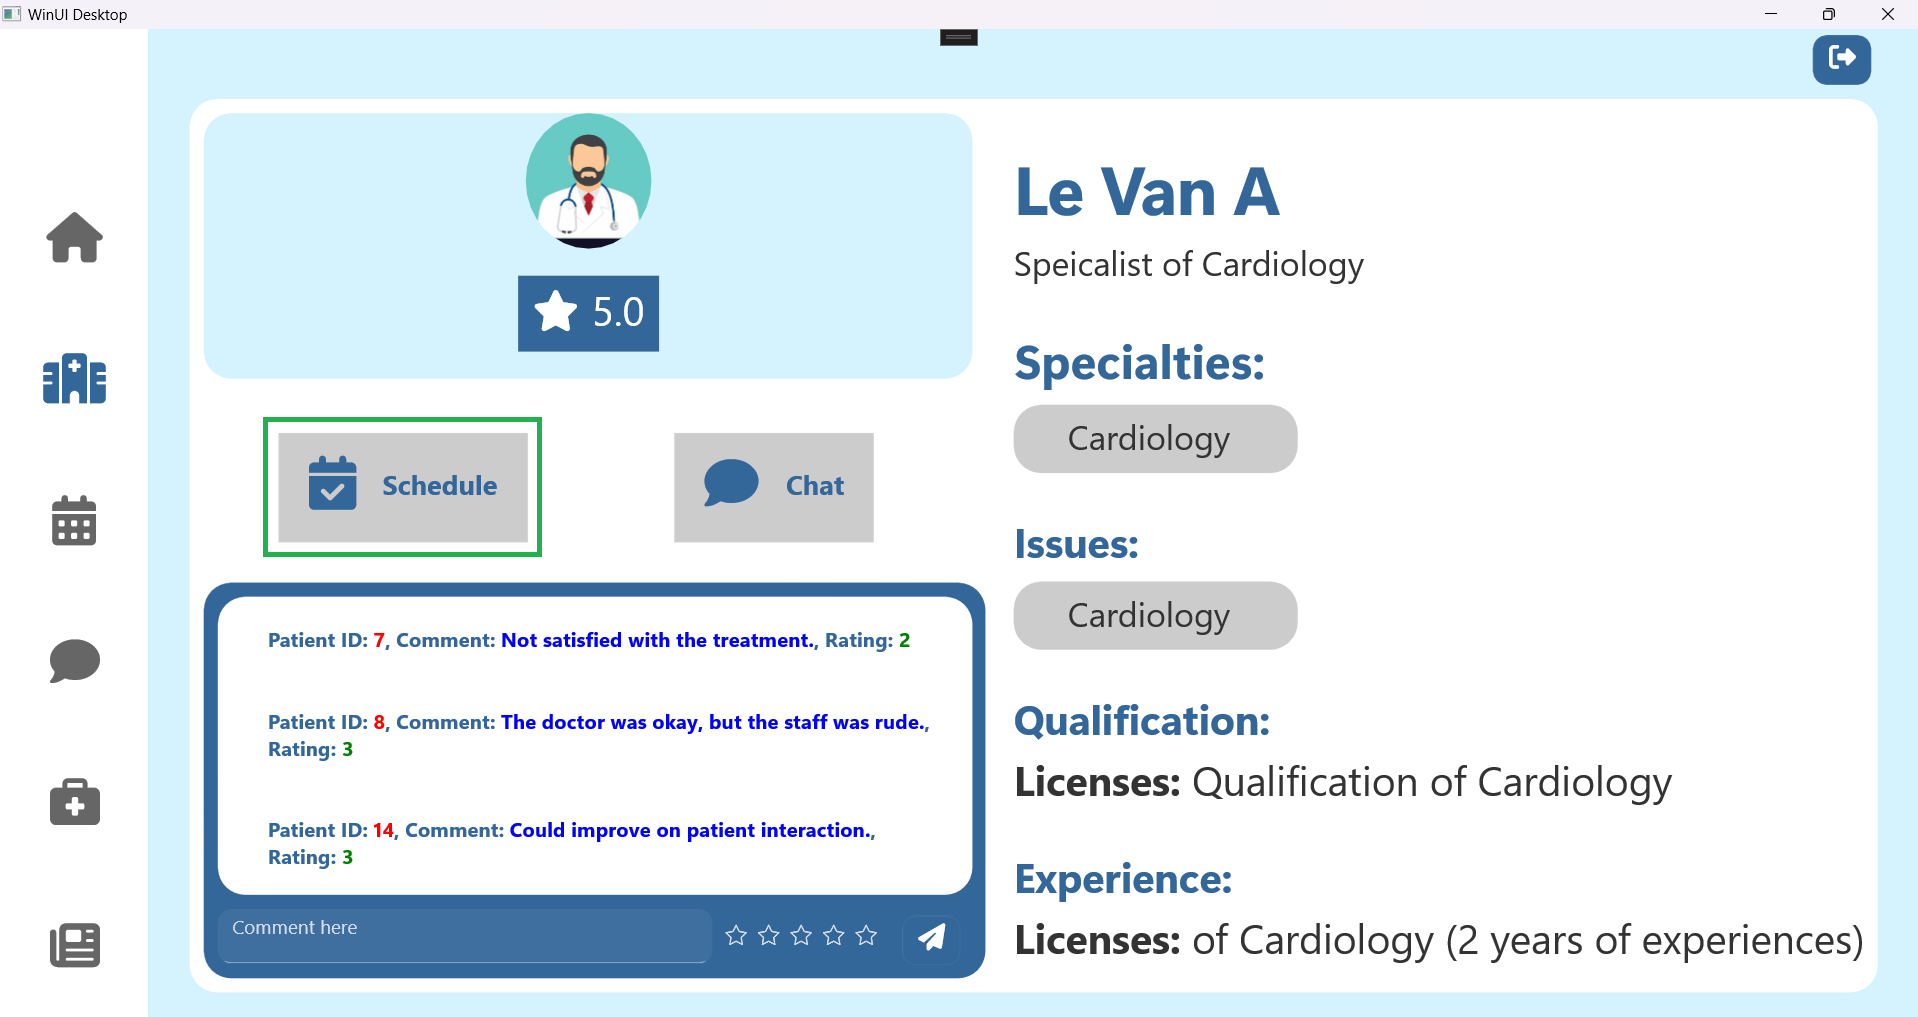 WinUI Desktop
5.0
Schedule
Chat
Patient ID: 7, Comment: Not satisfied with the treatment., Rating: 2
Patient ID: 8, Comment: The doctor was okay, but the staff was rude.,
Rating: 3
Patient ID: 14, Comment: Could improve on patient interaction.,
Rating: 3
Comment here
Le Van A
Speicalist of Cardiology
Specialties:
Cardiology
Issues:
Cardiology
Qualification:
Licenses: Qualification of Cardiology
Experience:
Licenses: of Cardiology (2 years of experiences)